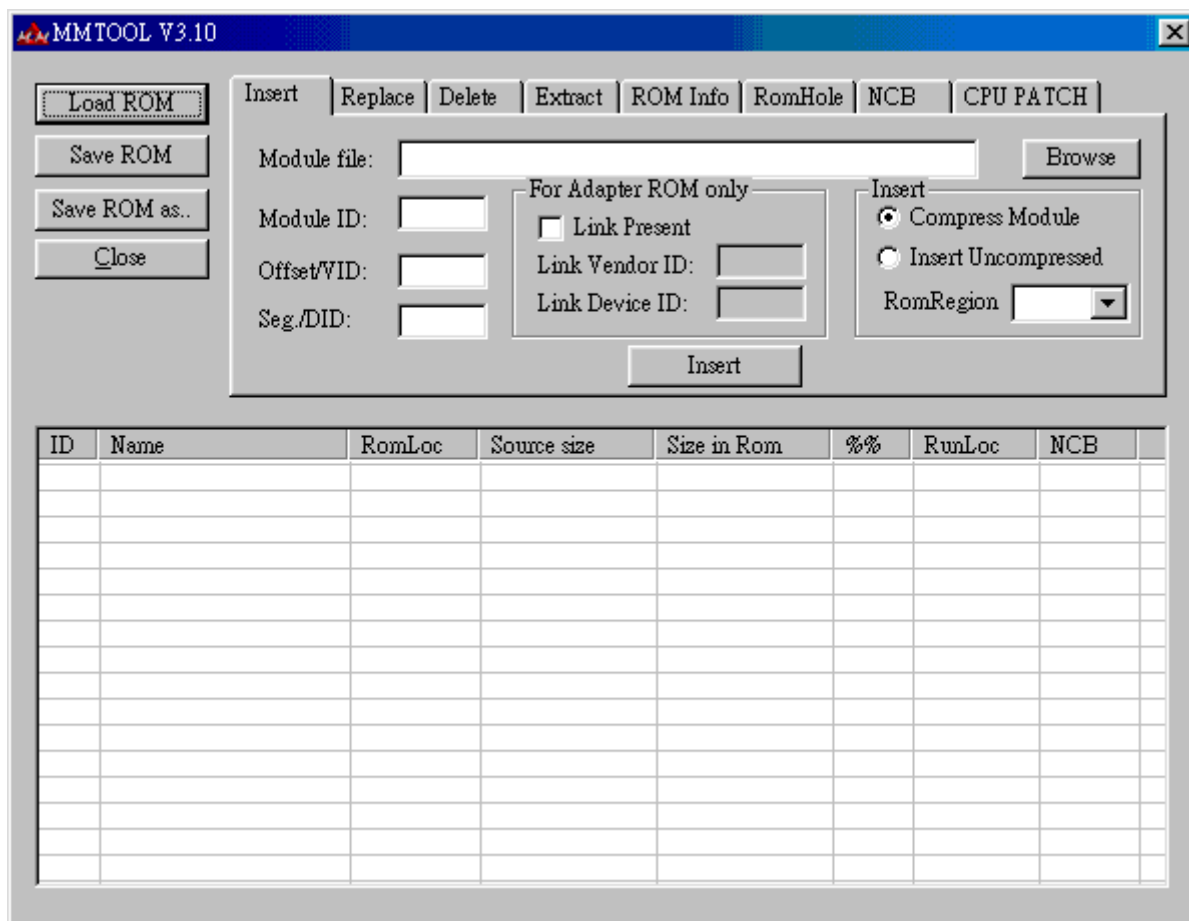 MMTOOL V3.10
Load ROM
Save ROM
Save ROM as..
Close
Insert Replace Delete Extract ROM Info RomHole NCB CPU PATCH
Module file:
Browse
Module ID:
Offset/VID:
Seg./DID:
For Adapter ROM only
Link Present
Link Vendor ID:
Link Device ID:
Insert
Compress Module
Insert Uncompressed
RomRegion
Insert
ID Name RomLoc Source size Size in Rom %% RunLoc NCB